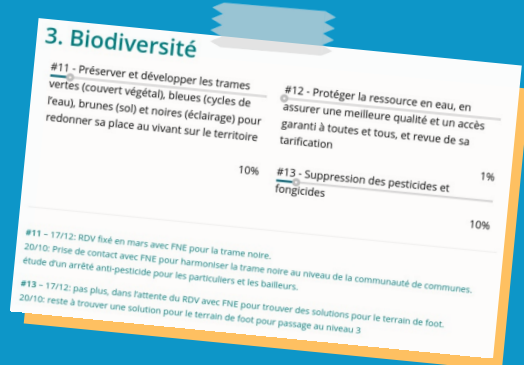 3. Biodiversité
#11 - Préserver et développer les trames
vertes (couvert végétal), bleues (cycles de
l'eau), brunes (sol) et noires (éclairage) pour
redonner sa place au vivant sur le territoire
10%
#12 - Protéger la ressource en eau, en
assurer une meilleure qualité et un accès
garanti à toutes et tous, et revue de sa
tarification
1%
#13 - Suppression des pesticides et
fongicides
10%
#11 – 17/12: RDV fixé en mars avec FNE pour la trame noire.
20/10: Prise de contact avec FNE pour harmoniser la trame noire au niveau de la communauté de communes.
étude d'un arrêté anti-pesticide pour les particuliers et les bailleurs.
#13 – 17/12: pas plus, dans l'attente du RDV avec FNE pour trouver des solutions pour le terrain de foot.
20/10: reste à trouver une solution pour le terrain de foot pour passage au niveau 3